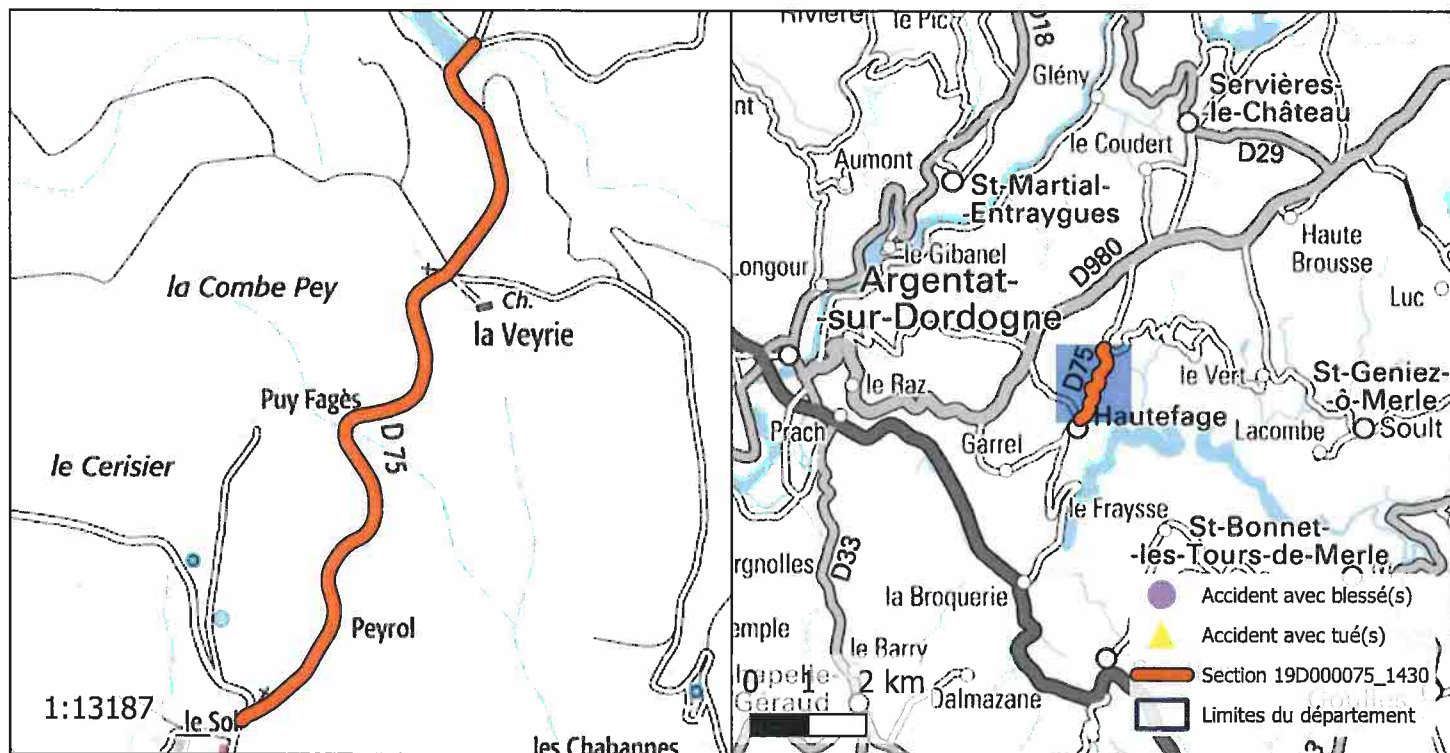 la Combe Pey
Ch.
la Veyrie
Puy Fagès
D 75
le Cerisier
Peyrol
1:13187
le Sol
les Chabannes
le Pic
Glény
Servières-
-le-Château
le Coudert
D29
Aumont
St-Martial-
-Entraygues
le Gibanel
Haute
Brousse
D980
Longour
Argentat-
-sur-Dordogne
Luc
D75
le Vert
St-Geniez-
-ô-Merle
le Raz
Prach
Hautefage
Lacombe
Soult
Garrel
le Fraysse
St-Bonnet-
-les-Tours-de-Merle
D33
la Broquerie
le Barry
Dalmazane
0 1 2 km
Accident avec blessé(s)
Accident avec tué(s)
Section 19D000075_1430
Limites du département